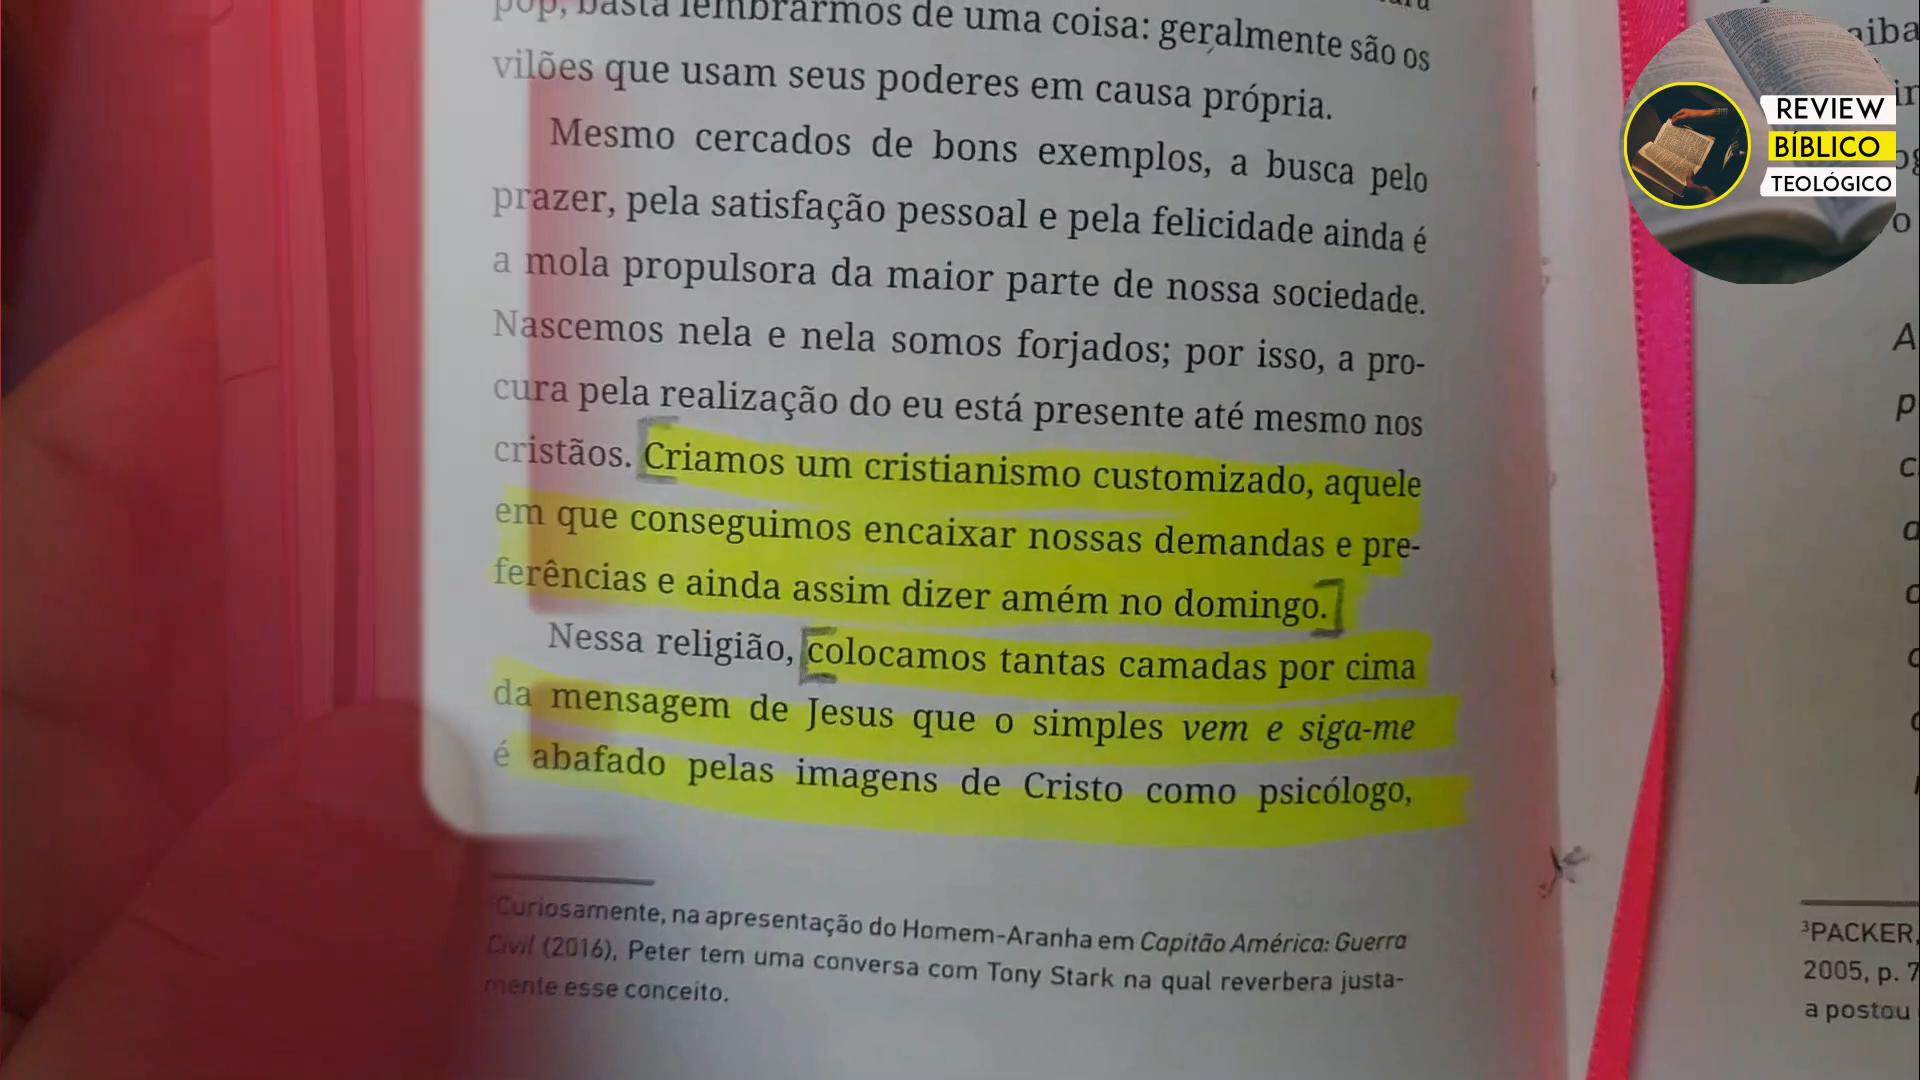 pop, basta lembrarmos de uma coisa: geralmente são os
vilões que usam seus poderes em causa própria.
Mesmo cercados de bons exemplos, a busca pelo
prazer, pela satisfação pessoal e pela felicidade ainda é
a mola propulsora da maior parte de nossa sociedade.
Nascemos nela e nela somos forjados; por isso, a pro-
cura pela realização do eu está presente até mesmo nos
cristãos. Criamos um cristianismo customizado, aquele
em que conseguimos encaixar nossas demandas e pre-
ferências e ainda assim dizer amém no domingo.
Nessa religião, colocamos tantas camadas por cima
da mensagem de Jesus que o simples vem e siga-me
é abafado pelas imagens de Cristo como psicólogo,
Curiosamente, na apresentação do Homem-Aranha em Capitão América: Guerra
Civil (2016), Peter tem uma conversa com Tony Stark na qual reverbera justa-
mente esse conceito.
REVIEW
BÍBLICO
TEOLÓGICO
³PACKER,
2005, p. 7
a postou